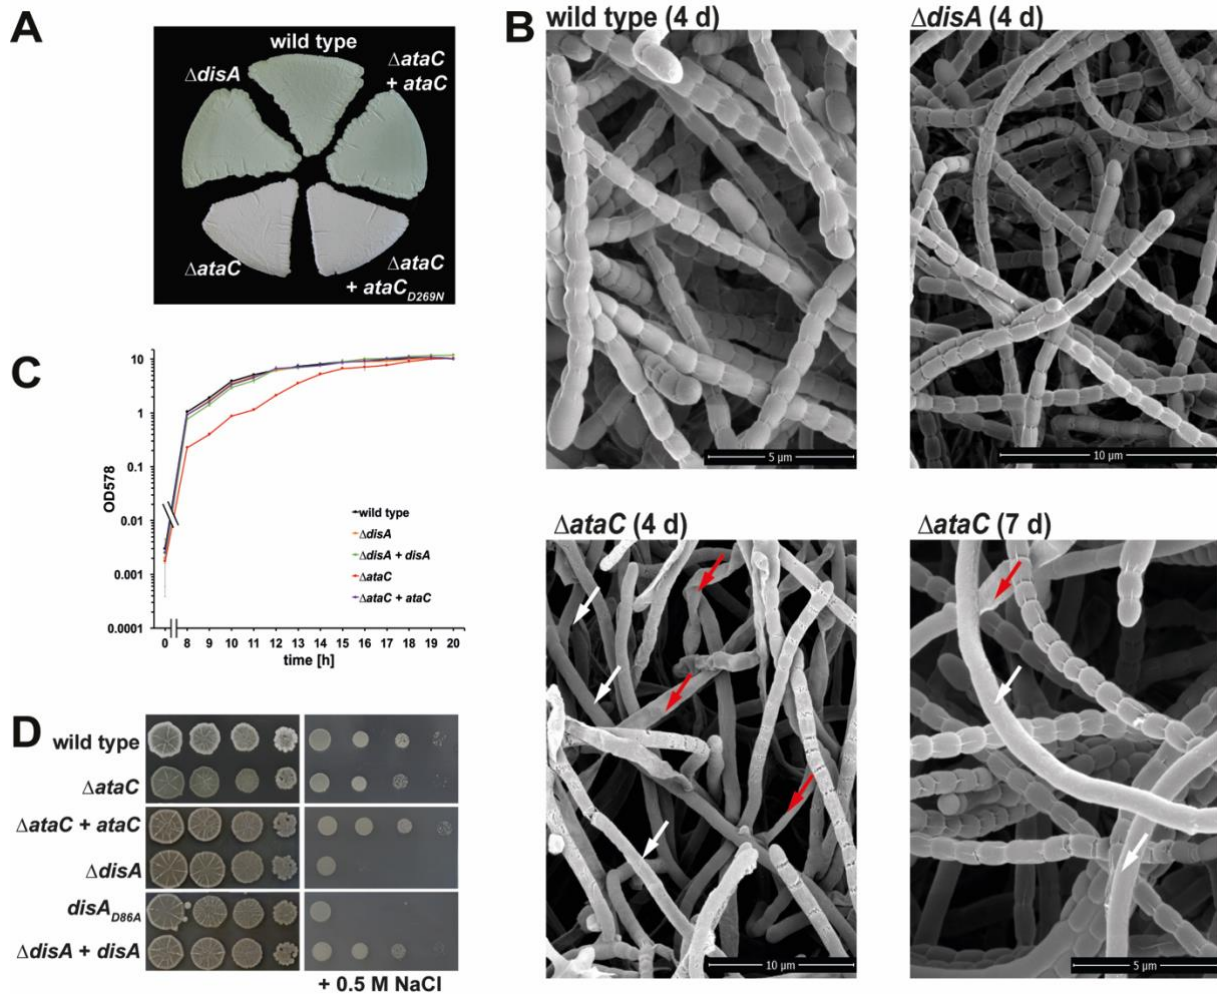 A
wild type
ΔdisA
ΔataC
+ ataC
ΔataC
ΔataC
+ ataC_D269N
B
wild type (4 d)
5 µm
ΔdisA (4 d)
10 µm
ΔataC (4 d)
10 µm
ΔataC (7 d)
5 µm
C
OD578
10
1
0.1
0.01
0.001
0.0001
0 8 9 10 11 12 13 14 15 16 17 18 19 20
time [h]
wild type
ΔdisA
ΔdisA + disA
ΔataC
ΔataC + ataC
D
wild type
ΔataC
ΔataC + ataC
ΔdisA
disA_D86A
ΔdisA + disA
+ 0.5 M NaCl